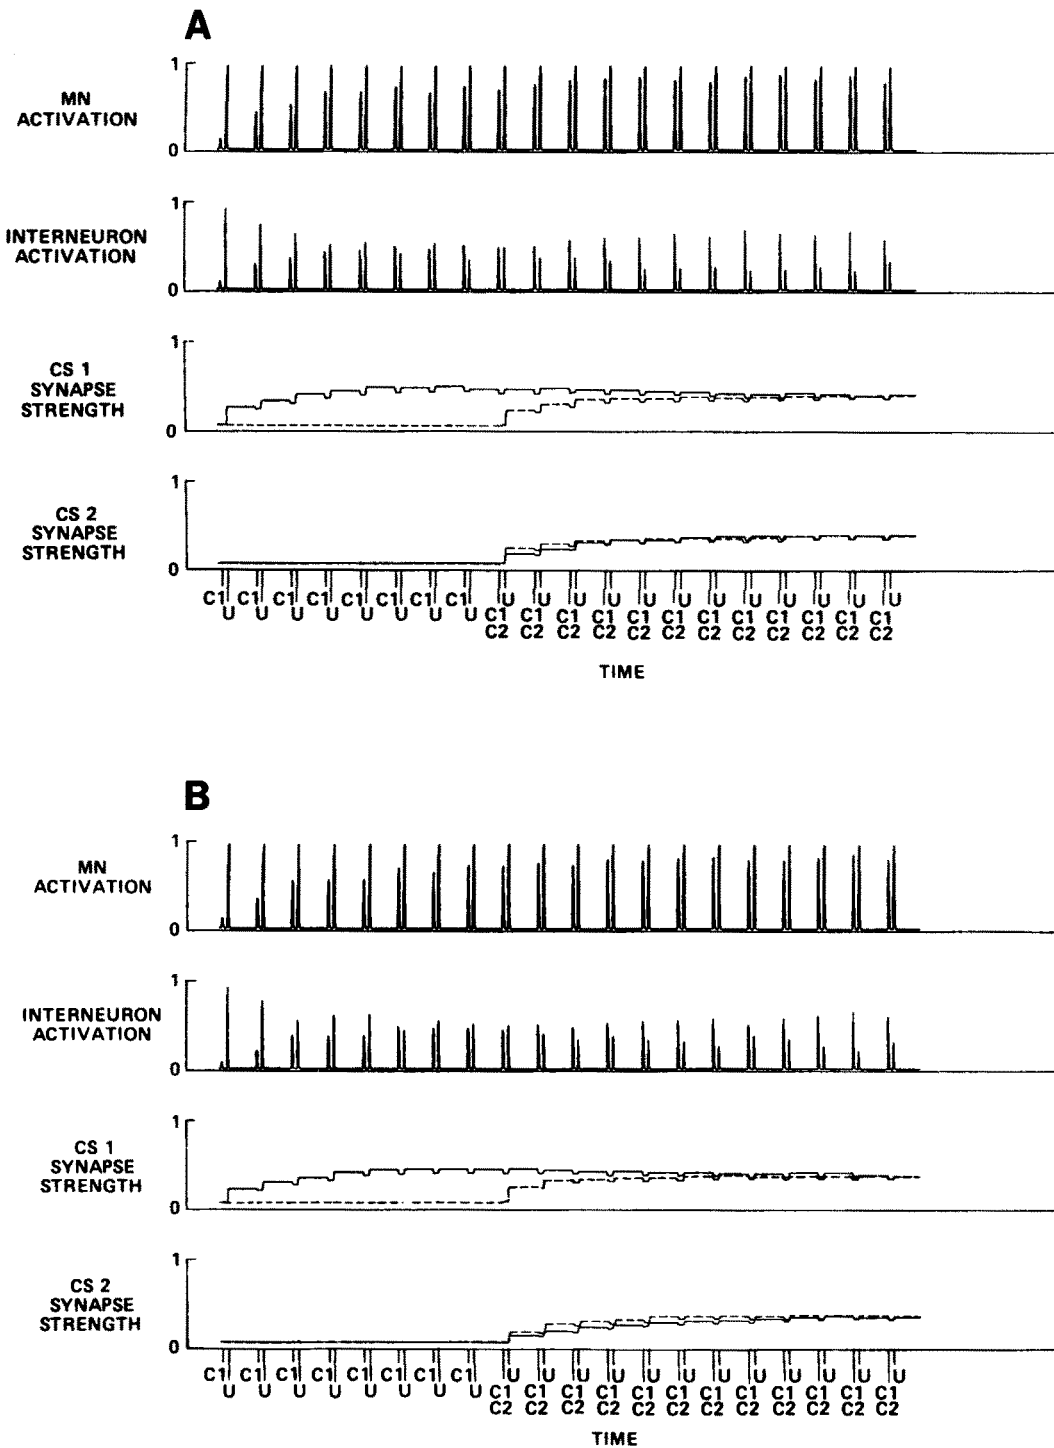 A
1
MN
ACTIVATION
0
1
INTERNEURON
ACTIVATION
0
1
CS 1
SYNAPSE
STRENGTH
0
1
CS 2
SYNAPSE
STRENGTH
0
C1 C1 C1 C1 C1 C1 C1 C1 U U U U U U U U U U U U
U U U U U U U U C1 C1 C1 C1 C1 C1 C1 C1 C1 C1 C1 C1
C2 C2 C2 C2 C2 C2 C2 C2 C2 C2 C2 C2
TIME
B
1
MN
ACTIVATION
0
1
INTERNEURON
ACTIVATION
0
1
CS 1
SYNAPSE
STRENGTH
0
1
CS 2
SYNAPSE
STRENGTH
0
C1 C1 C1 C1 C1 C1 C1 C1 U U U U U U U U U U U U
U U U U U U U U C1 C1 C1 C1 C1 C1 C1 C1 C1 C1 C1 C1
C2 C2 C2 C2 C2 C2 C2 C2 C2 C2 C2 C2
TIME